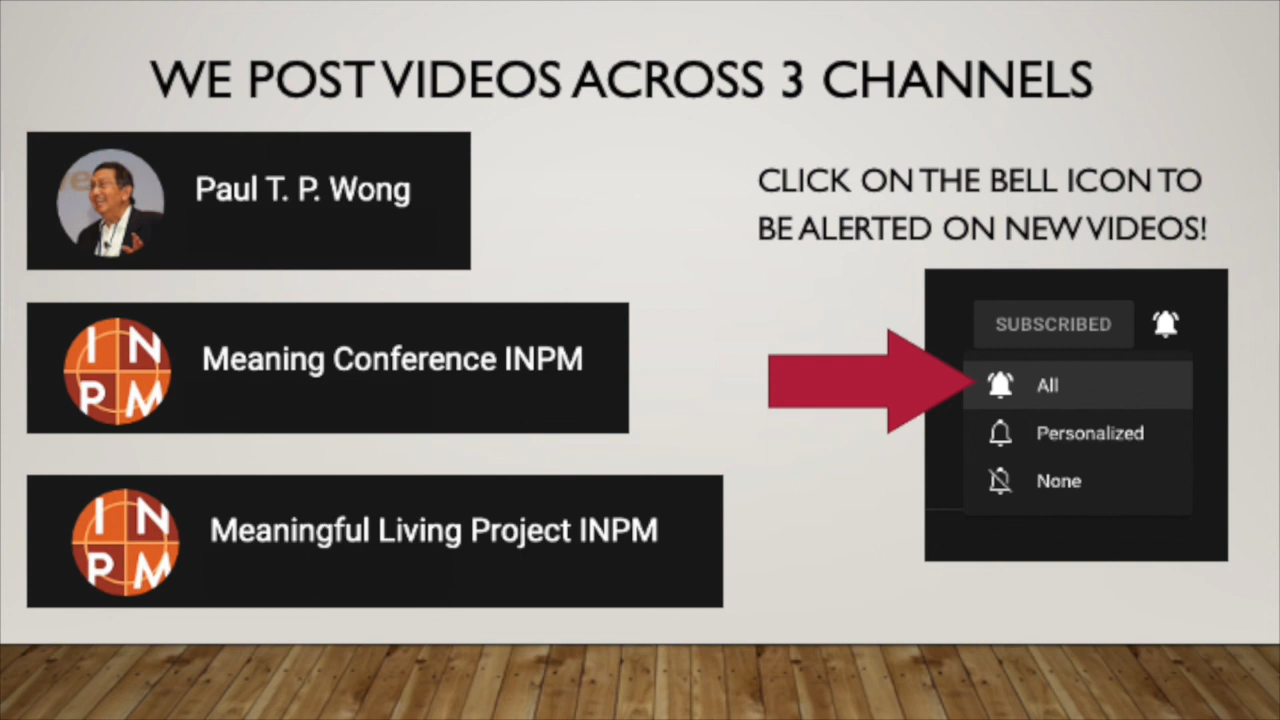 WE POST VIDEOS ACROSS 3 CHANNELS
Paul T. P. Wong
I N
P M
Meaning Conference INPM
I N
P M
Meaningful Living Project INPM
CLICK ON THE BELL ICON TO
BE ALERTED ON NEW VIDEOS!
SUBSCRIBED
All
Personalized
None